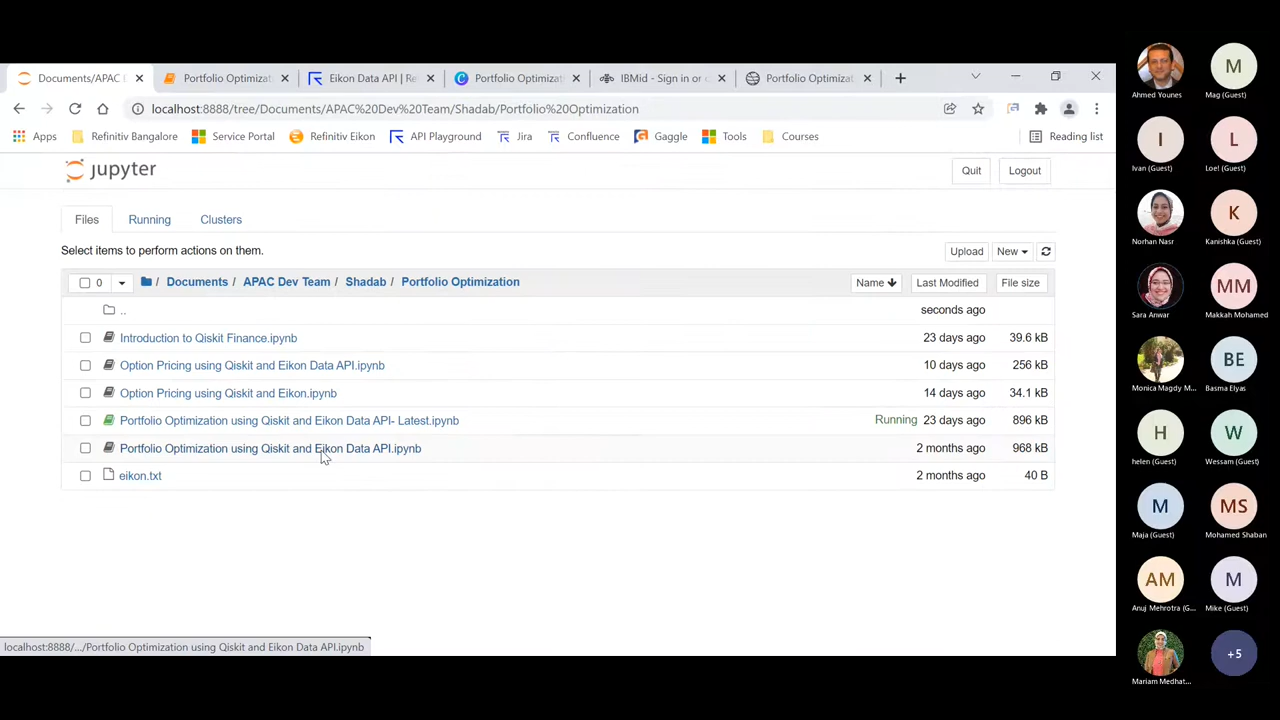 Documents/APAC D
Portfolio Optimizat
Eikon Data API | Re
Portfolio Optimizat
IBMid - Sign in or c
Portfolio Optimizat
localhost:8888/tree/Documents/APAC%20Dev%20Team/Shadab/Portfolio%20Optimization
Apps
Refinitiv Bangalore
Service Portal
Refinitiv Eikon
API Playground
Jira
Confluence
Gaggle
Tools
Courses
Reading list
jupyter
Quit
Logout
Files
Running
Clusters
Select items to perform actions on them.
Upload
New
0
/ Documents / APAC Dev Team / Shadab / Portfolio Optimization
Name
Last Modified
File size
..
seconds ago
Introduction to Qiskit Finance.ipynb
23 days ago
39.6 kB
Option Pricing using Qiskit and Eikon Data API.ipynb
10 days ago
256 kB
Option Pricing using Qiskit and Eikon.ipynb
14 days ago
34.1 kB
Portfolio Optimization using Qiskit and Eikon Data API- Latest.ipynb
Running
23 days ago
896 kB
Portfolio Optimization using Qiskit and Eikon Data API.ipynb
2 months ago
968 kB
eikon.txt
2 months ago
40 B
localhost:8888/.../Portfolio Optimization using Qiskit and Eikon Data API.ipynb
Ahmed Younes
M
Mag (Guest)
I
Ivan (Guest)
L
Loe! (Guest)
Norhan Nasr
K
Kanishka (Guest)
Sara Anwar
MM
Makkah Mohamed
Monica Magdy M...
BE
Basma Elyas
H
helen (Guest)
W
Wessam (Guest)
M
Maja (Guest)
MS
Mohamed Shaban
AM
Anuj Mehrotra (G...
M
Mike (Guest)
Mariam Medhat...
+5